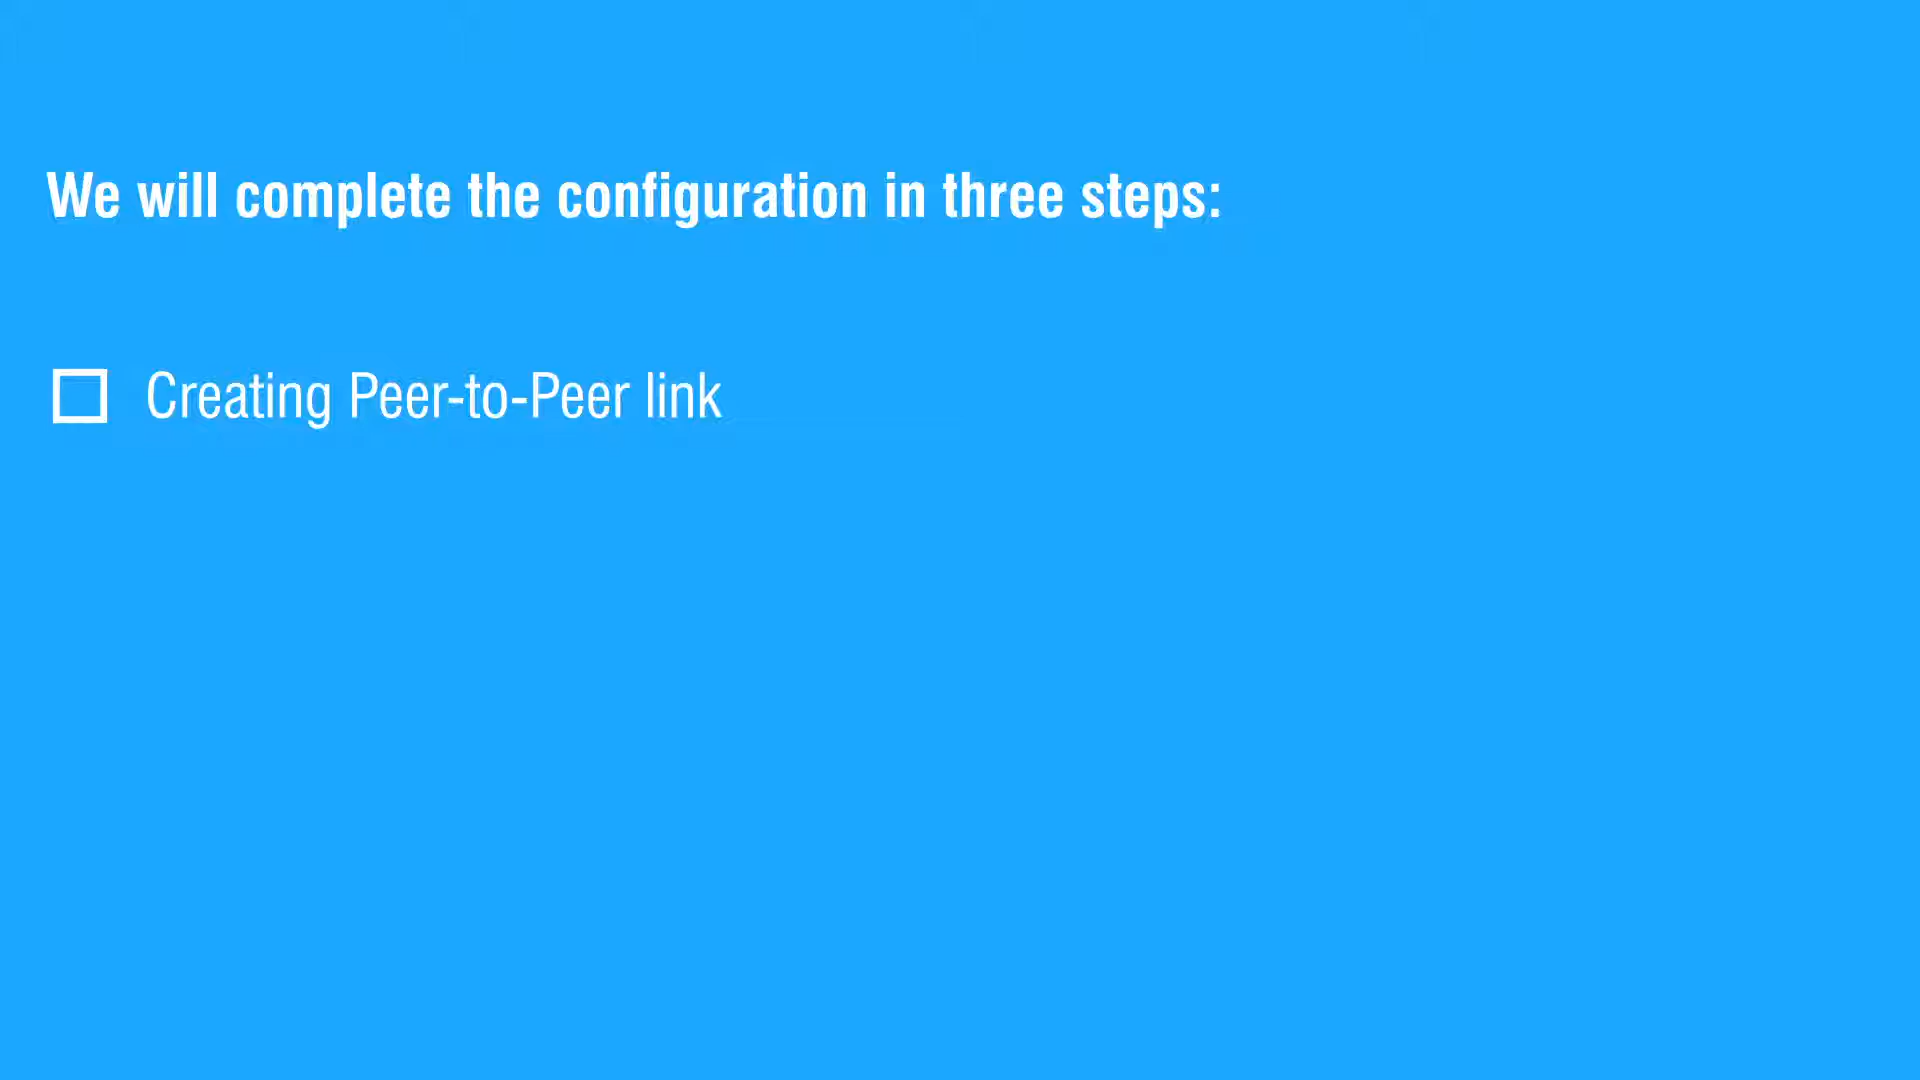 We will complete the configuration in three steps:
Creating Peer-to-Peer link